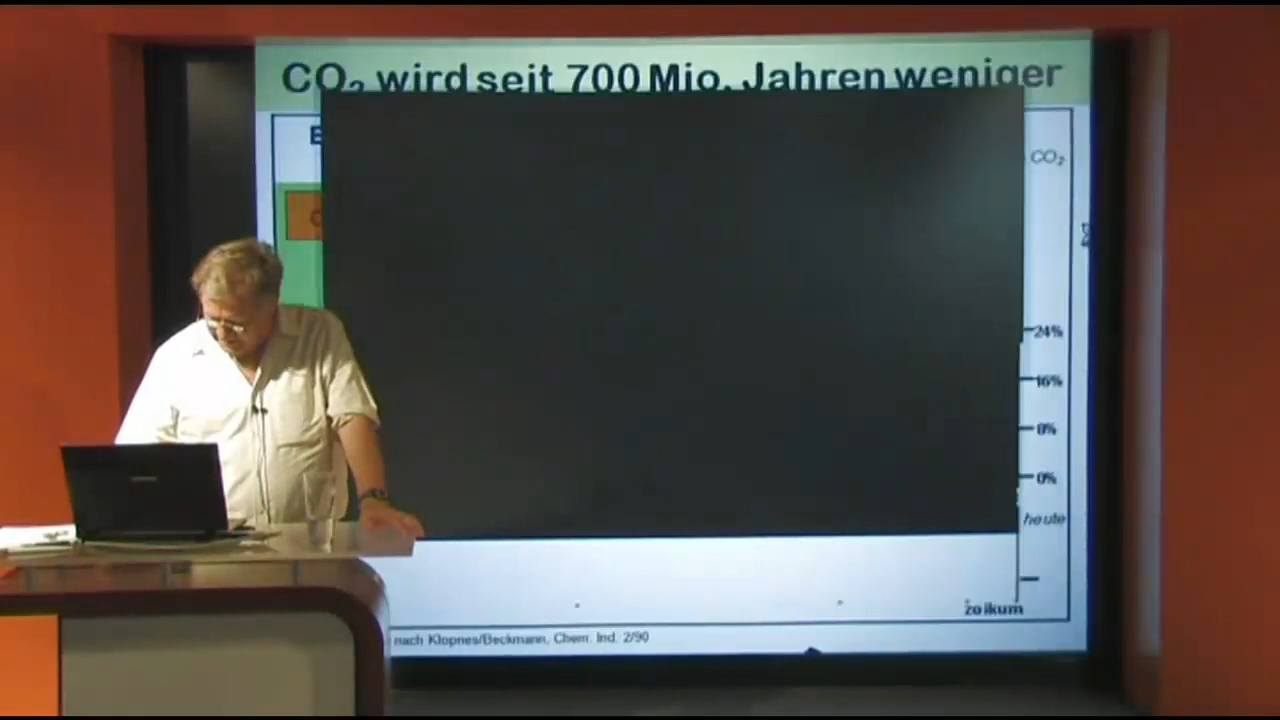 CO₂ wird seit 700 Mio. Jahren weniger
CO₂
24%
16%
8%
0%
heute
zoikum
nach Klopnes/Beckmann, Chem. Ind. 2/90